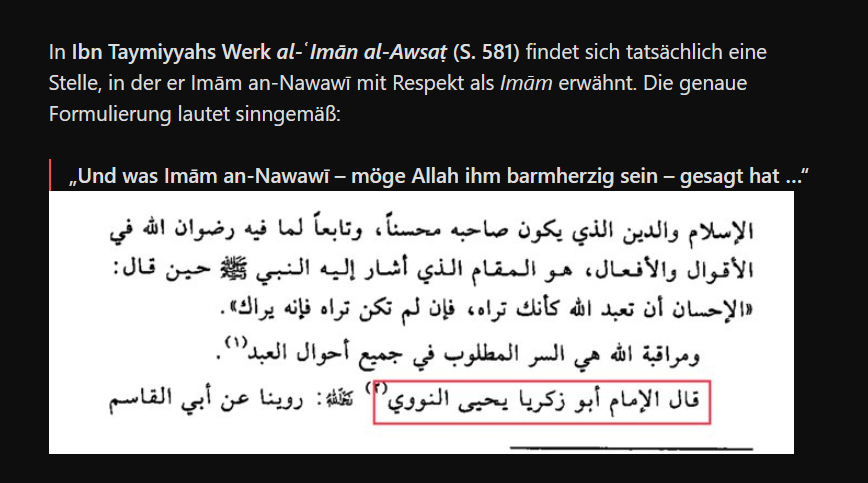 In Ibn Taymiyyahs Werk al-ʿImān al-Awsaṭ (S. 581) findet sich tatsächlich eine
Stelle, in der er Imām an-Nawawī mit Respekt als Imām erwähnt. Die genaue
Formulierung lautet sinngemäß:
„Und was Imām an-Nawawī – möge Allah ihm barmherzig sein – gesagt hat …“
الإسلام والدين الذي يكون صاحبه محسناً، وتابعاً لما فيه رضوان الله في
الأقوال والأفعال، هو المقام الذي أشار إليه النبي ﷺ حين قال:
«الإحسان أن تعبد الله كأنك تراه، فإن لم تكن تراه فإنه يراك».
ومراقبة الله هي السر المطلوب في جميع أحوال العبد(١).
قال الإمام أبو زكريا يحيى النووي(٢) رَحِمَهُ اللهُ: روينا عن أبي القاسم